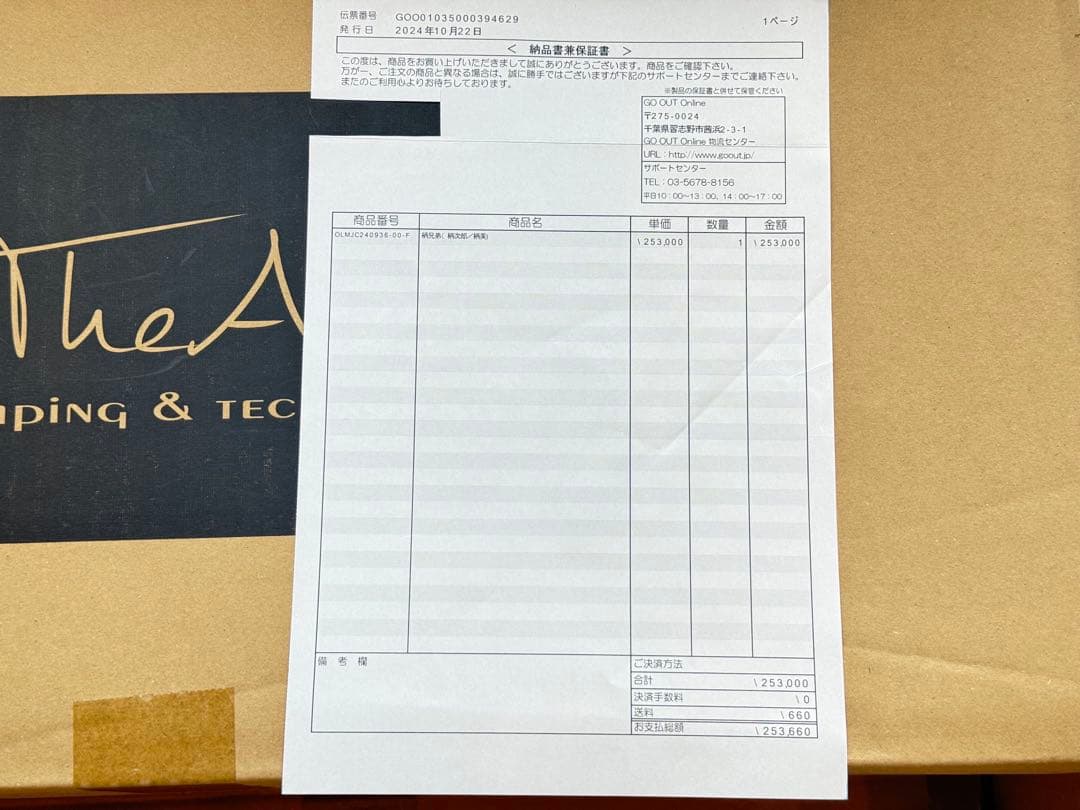 伝票番号 GOO01035000394629
1ページ
発行日 2024年10月22日
＜ 納品書兼保証書 ＞
この度は、商品をお買い上げいただきまして誠にありがとうございます。商品をご確認下さい。
万が一、ご注文の商品と異なる場合は、誠に勝手ではございますが下記のサポートセンターまでご連絡下さい。
またのご利用心よりお待ちしております。
※製品の保証書と併せて保管ください
GO OUT Online
〒275-0024
千葉県習志野市茜浜2-3-1
GO OUT Online 物流センター
URL：http://www.goout.jp/
サポートセンター
TEL：03-5678-8156
平日10：00～13：00、14：00～17：00
商品番号 商品名 単価 数量 金額
OLMJC240936-00-F \253,000 1 \253,000
備考欄
ご決済方法
合計 \253,000
決済手数料 \0
送料 \660
お支払総額 \253,660
The A
ping & TEC